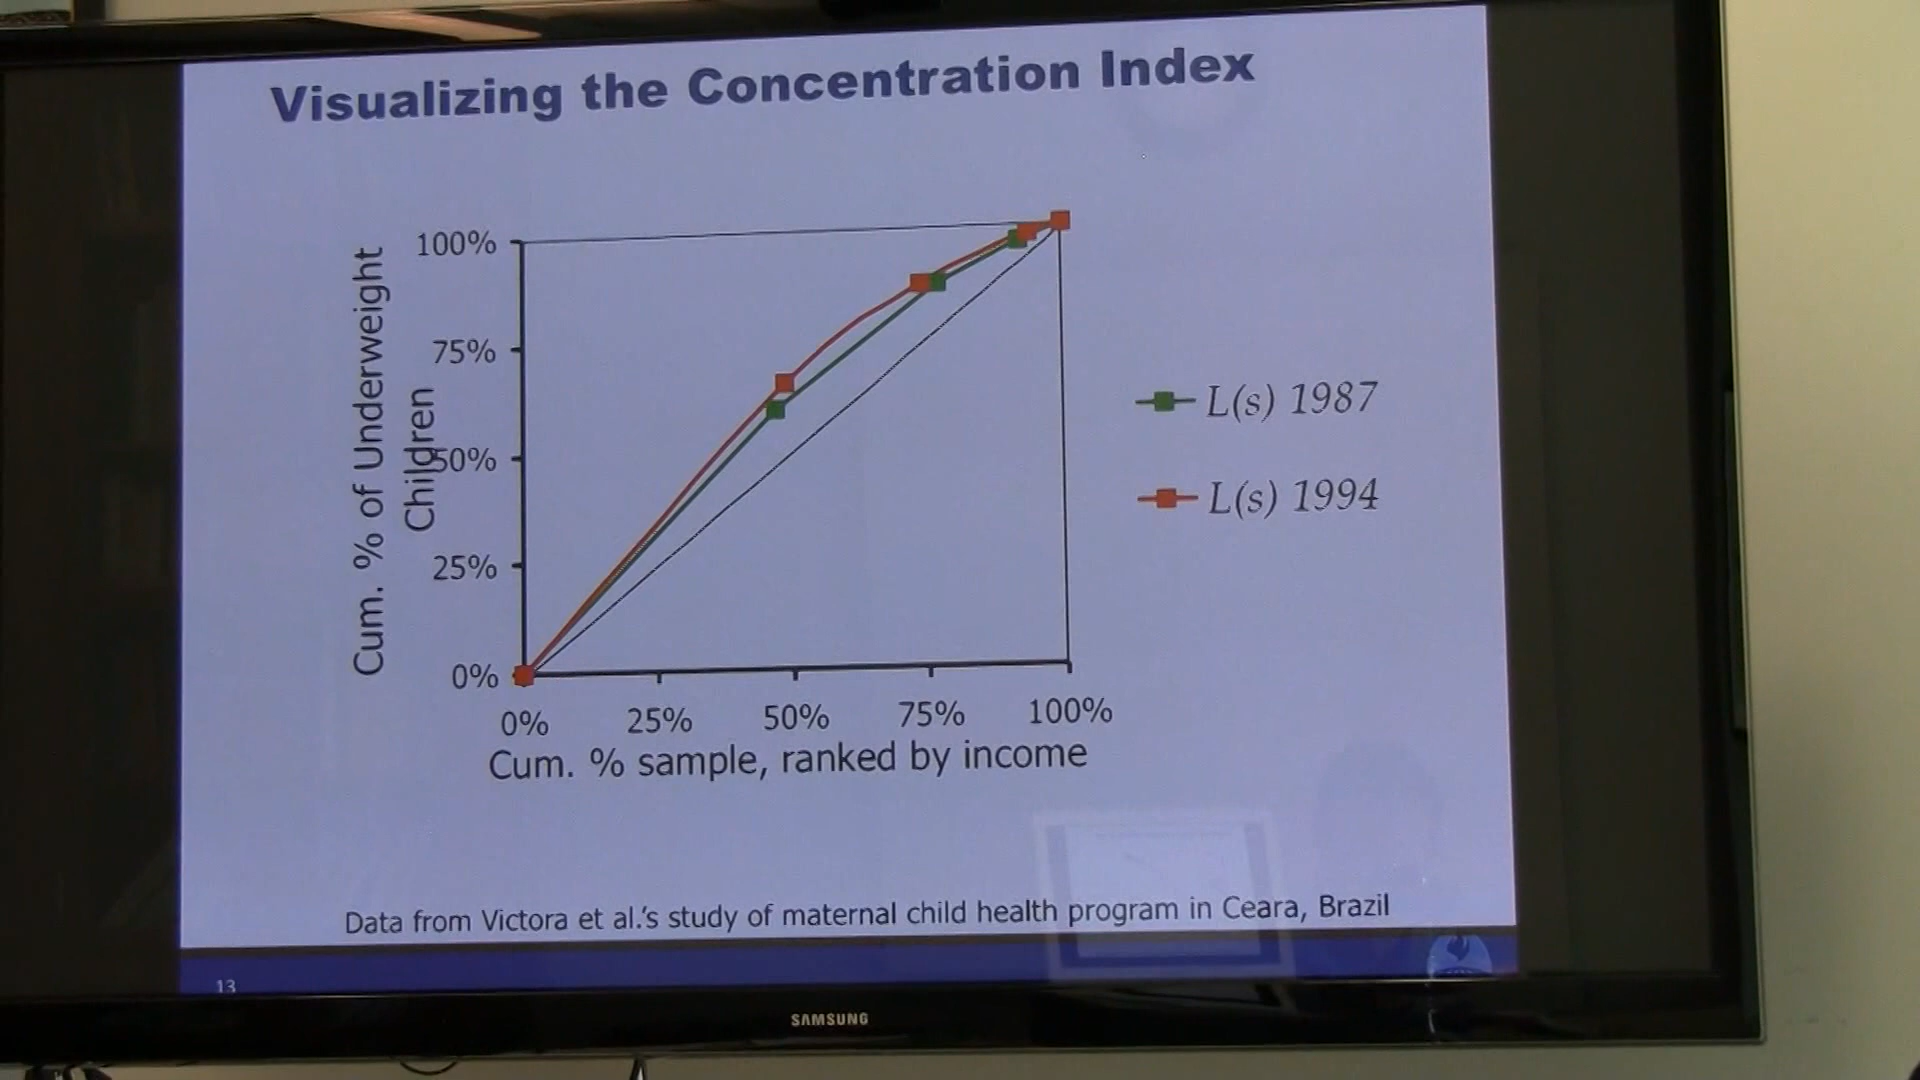 Visualizing the Concentration Index
Cum. % of Underweight
Children
100%
75%
50%
25%
0%
0% 25% 50% 75% 100%
Cum. % sample, ranked by income
L(s) 1987
L(s) 1994
Data from Victora et al.'s study of maternal child health program in Ceara, Brazil
13
SAMSUNG